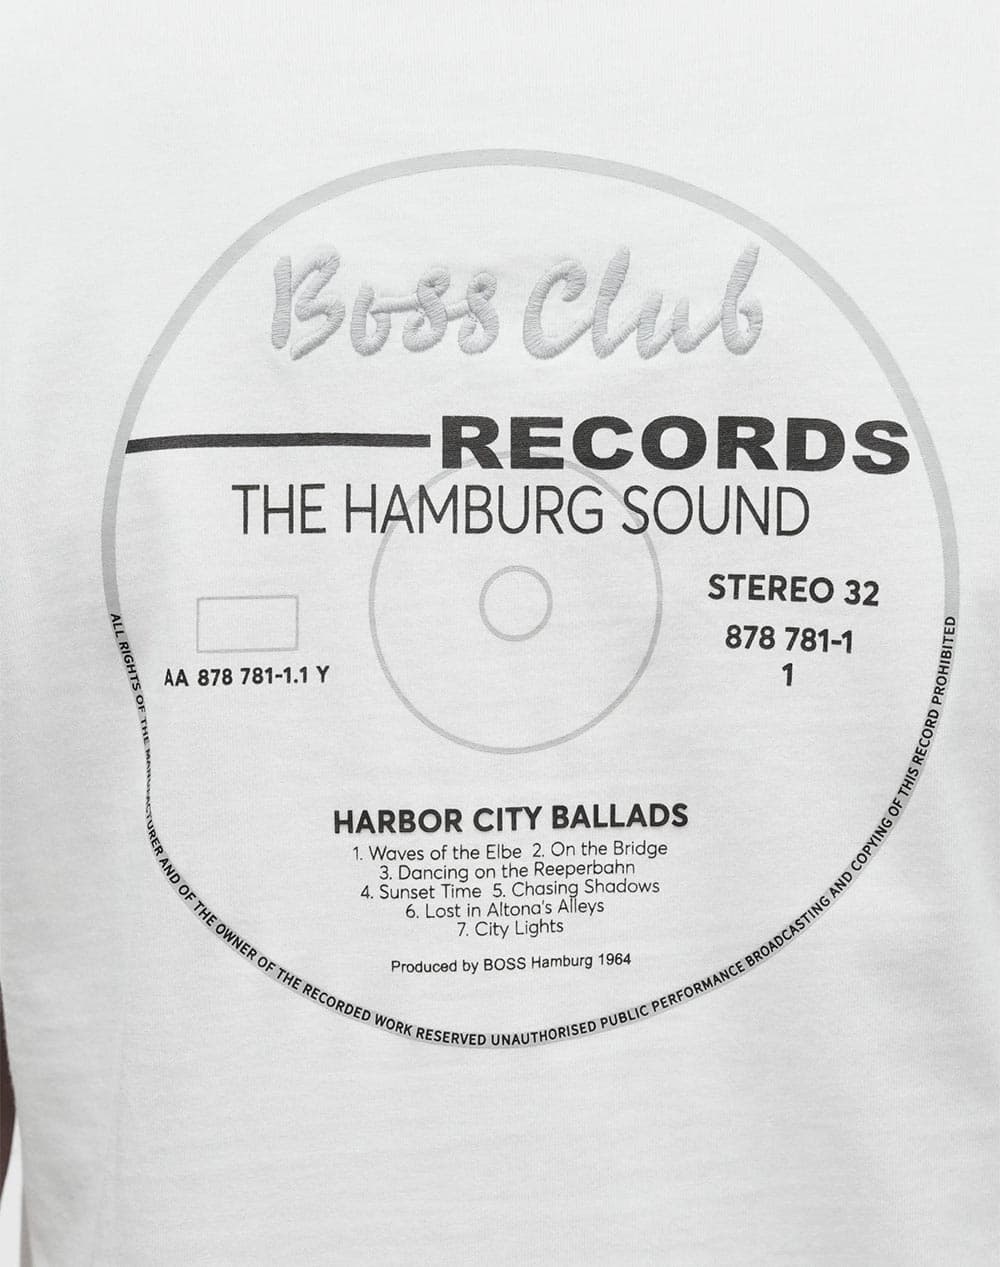 Boss Club
RECORDS
THE HAMBURG SOUND
STEREO 32
878 781-1
1
AA 878 781-1.1 Y
HARBOR CITY BALLADS
1. Waves of the Elbe 2. On the Bridge
3. Dancing on the Reeperbahn
4. Sunset Time 5. Chasing Shadows
6. Lost in Altona's Alleys
7. City Lights
Produced by BOSS Hamburg 1964
ALL RIGHTS OF THE MANUFACTURER AND OF THE OWNER OF THE RECORDED WORK RESERVED UNAUTHORISED PUBLIC PERFORMANCE BROADCASTING AND COPYING OF THIS RECORD PROHIBITED